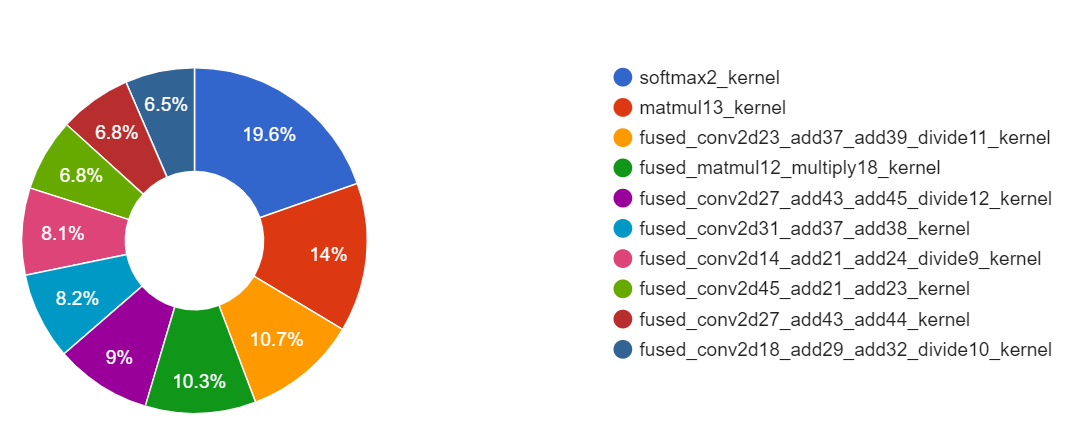 19.6%
14%
10.7%
10.3%
9%
8.2%
8.1%
6.8%
6.8%
6.5%
softmax2_kernel
matmul13_kernel
fused_conv2d23_add37_add39_divide11_kernel
fused_matmul12_multiply18_kernel
fused_conv2d27_add43_add45_divide12_kernel
fused_conv2d31_add37_add38_kernel
fused_conv2d14_add21_add24_divide9_kernel
fused_conv2d45_add21_add23_kernel
fused_conv2d27_add43_add44_kernel
fused_conv2d18_add29_add32_divide10_kernel